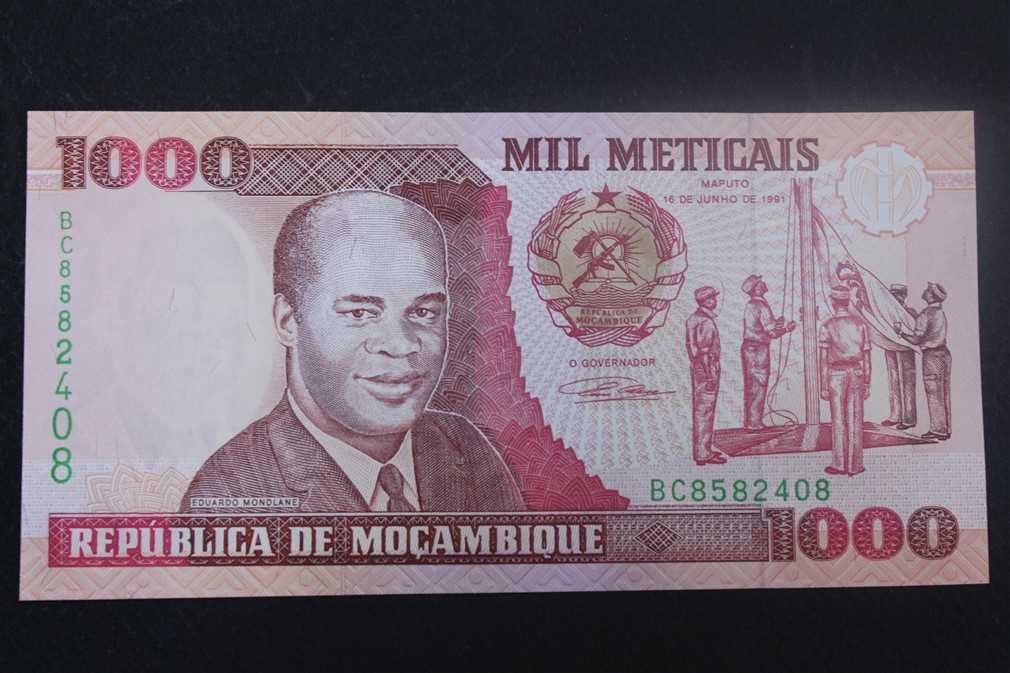 1000
MIL METICAIS
MAPUTO
16 DE JUNHO DE 1991
BC8582408
REPÚBLICA DE
MOÇAMBIQUE
O GOVERNADOR
EDUARDO MONDLANE
BC8582408
REPÚBLICA DE MOÇAMBIQUE
1000